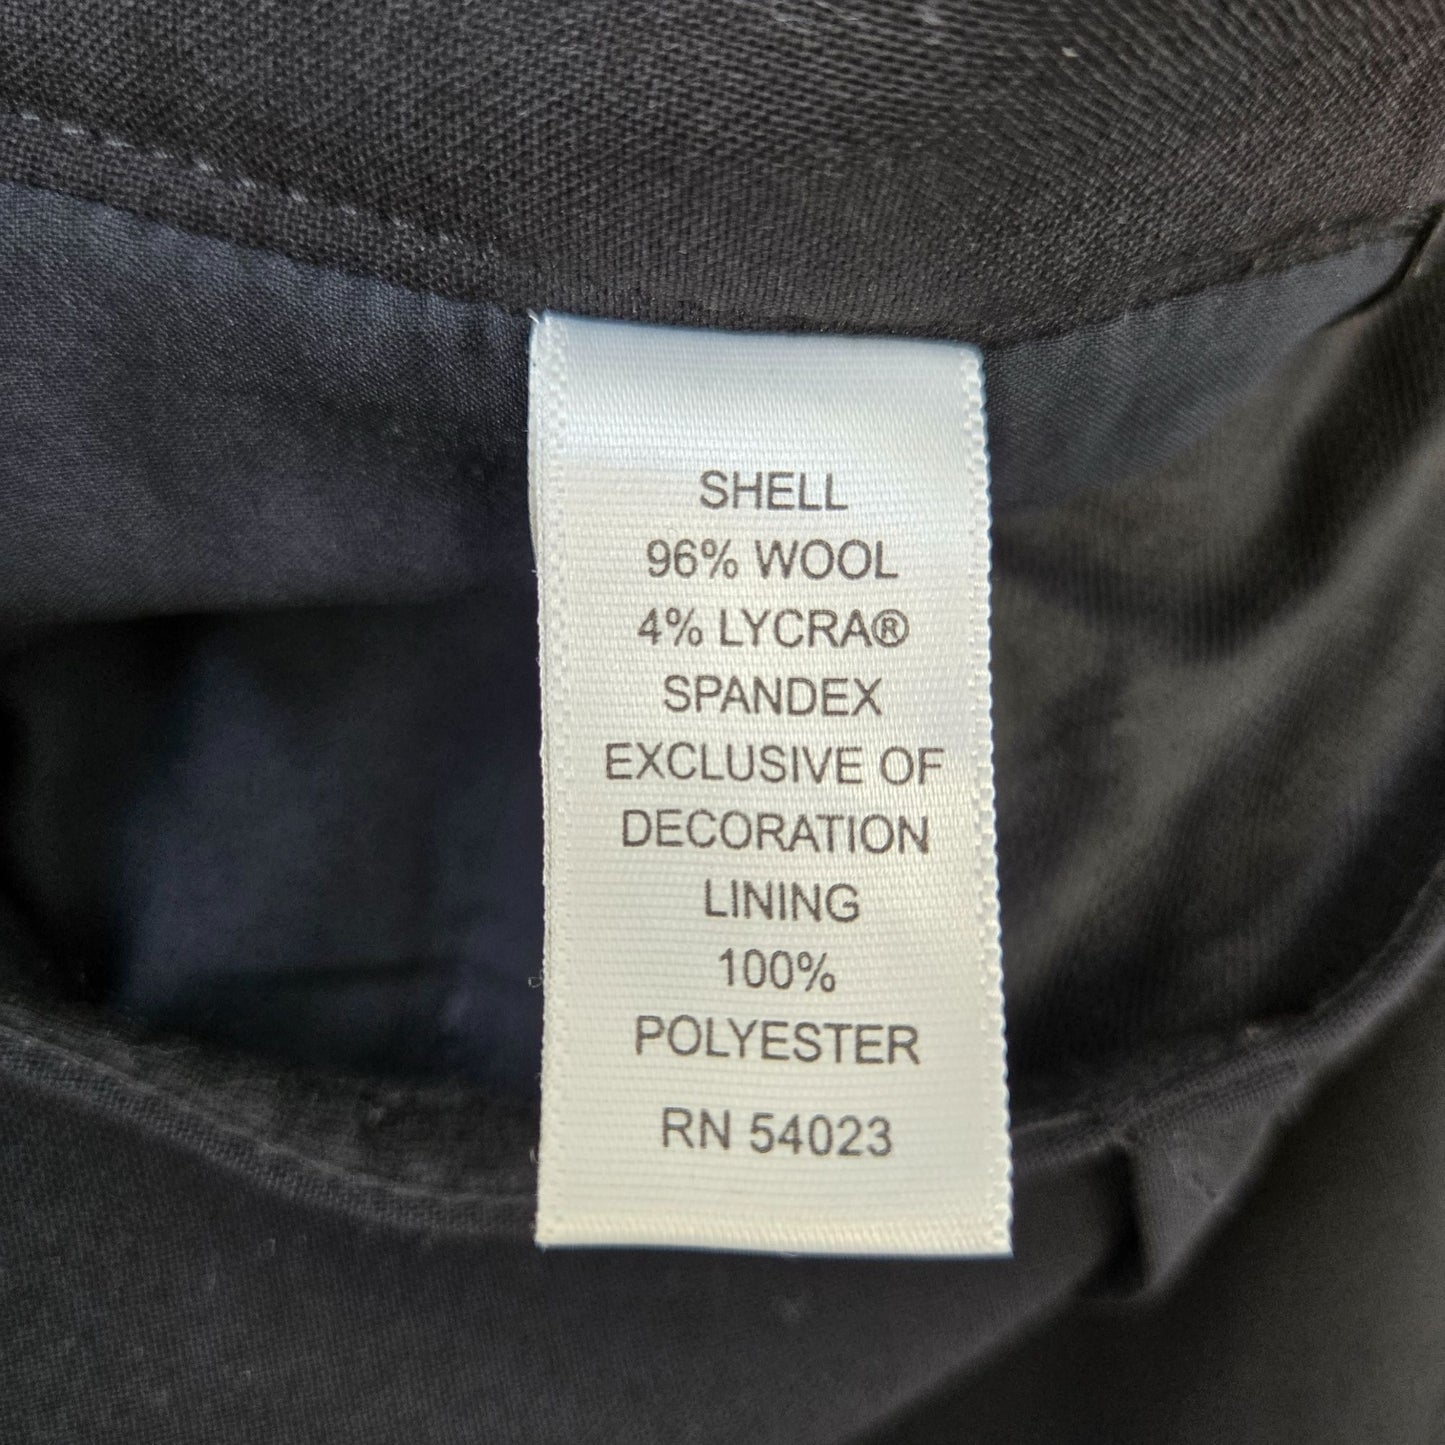 SHELL
96% WOOL
4% LYCRA®
SPANDEX
EXCLUSIVE OF
DECORATION
LINING
100%
POLYESTER
RN 54023